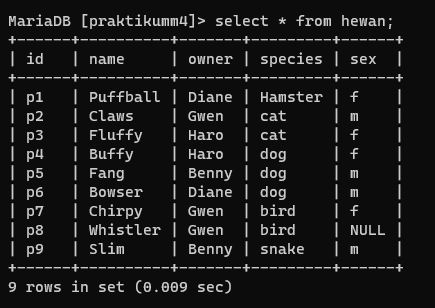 MariaDB [praktikumm4]> select * from hewan;
+------+----------+-------+---------+------+
| id   | name     | owner | species | sex  |
+------+----------+-------+---------+------+
| p1   | Puffball | Diane | Hamster | f    |
| p2   | Claws    | Gwen  | cat     | m    |
| p3   | Fluffy   | Haro  | cat     | f    |
| p4   | Buffy    | Haro  | dog     | f    |
| p5   | Fang     | Benny | dog     | m    |
| p6   | Bowser   | Diane | dog     | m    |
| p7   | Chirpy   | Gwen  | bird    | f    |
| p8   | Whistler | Gwen  | bird    | NULL |
| p9   | Slim     | Benny | snake   | m    |
+------+----------+-------+---------+------+
9 rows in set (0.009 sec)